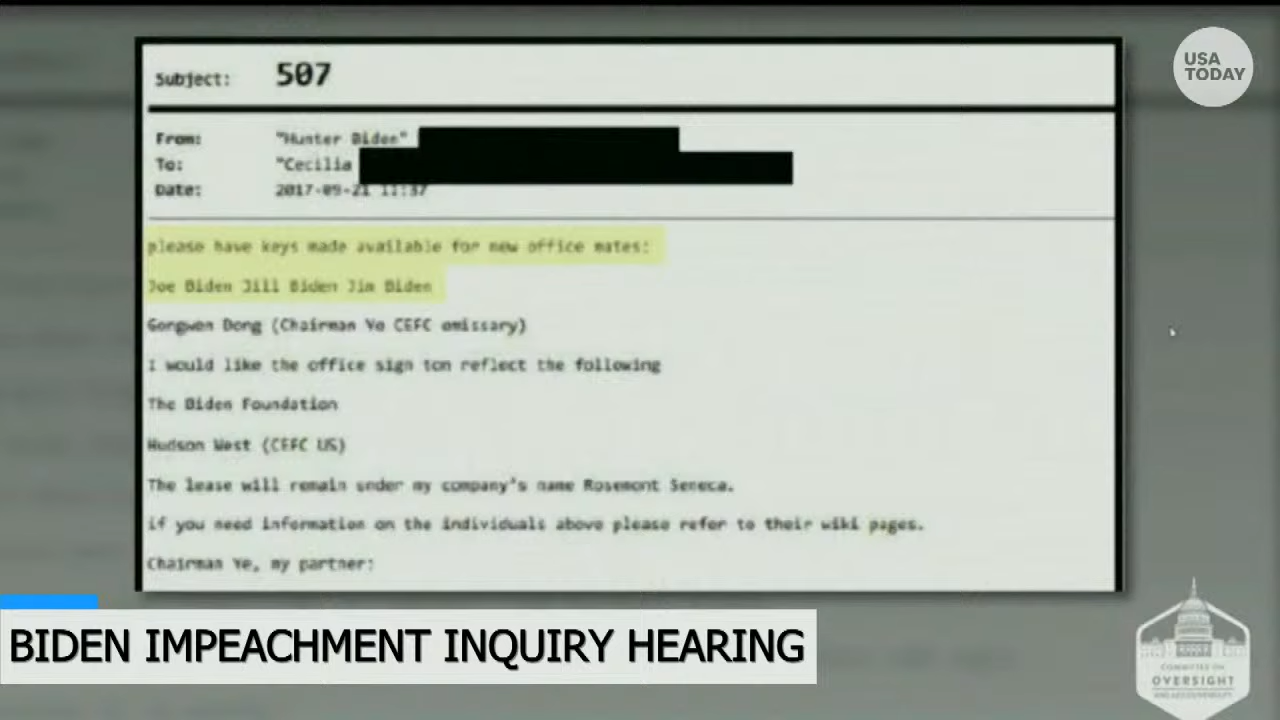 USA
TODAY
Subject: 507
From: "Hunter Biden"
To: "Cecilia
Date: 2017-09-21 11:37
please have keys made available for new office mates:
Joe Biden Jill Biden Jim Biden
Gongwen Dong (Chairman Ye CEFC emissary)
I would like the office sign ton reflect the following
The Biden Foundation
Hudson West (CEFC US)
The lease will remain under my company's name Rosemont Seneca.
if you need information on the individuals above please refer to their wiki pages.
Chairman Ye, my partner:
BIDEN IMPEACHMENT INQUIRY HEARING
COMMITTEE ON
OVERSIGHT
AND ACCOUNTABILITY